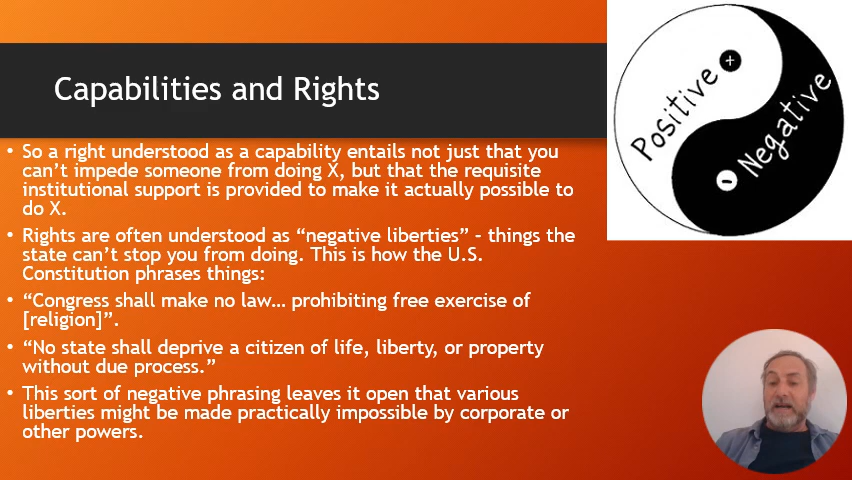 Capabilities and Rights
Positive +
- Negative
• So a right understood as a capability entails not just that you
can't impede someone from doing X, but that the requisite
institutional support is provided to make it actually possible to
do X.
• Rights are often understood as “negative liberties” – things the
state can't stop you from doing. This is how the U.S.
Constitution phrases things:
• “Congress shall make no law… prohibiting free exercise of
[religion]”.
• “No state shall deprive a citizen of life, liberty, or property
without due process.”
• This sort of negative phrasing leaves it open that various
liberties might be made practically impossible by corporate or
other powers.